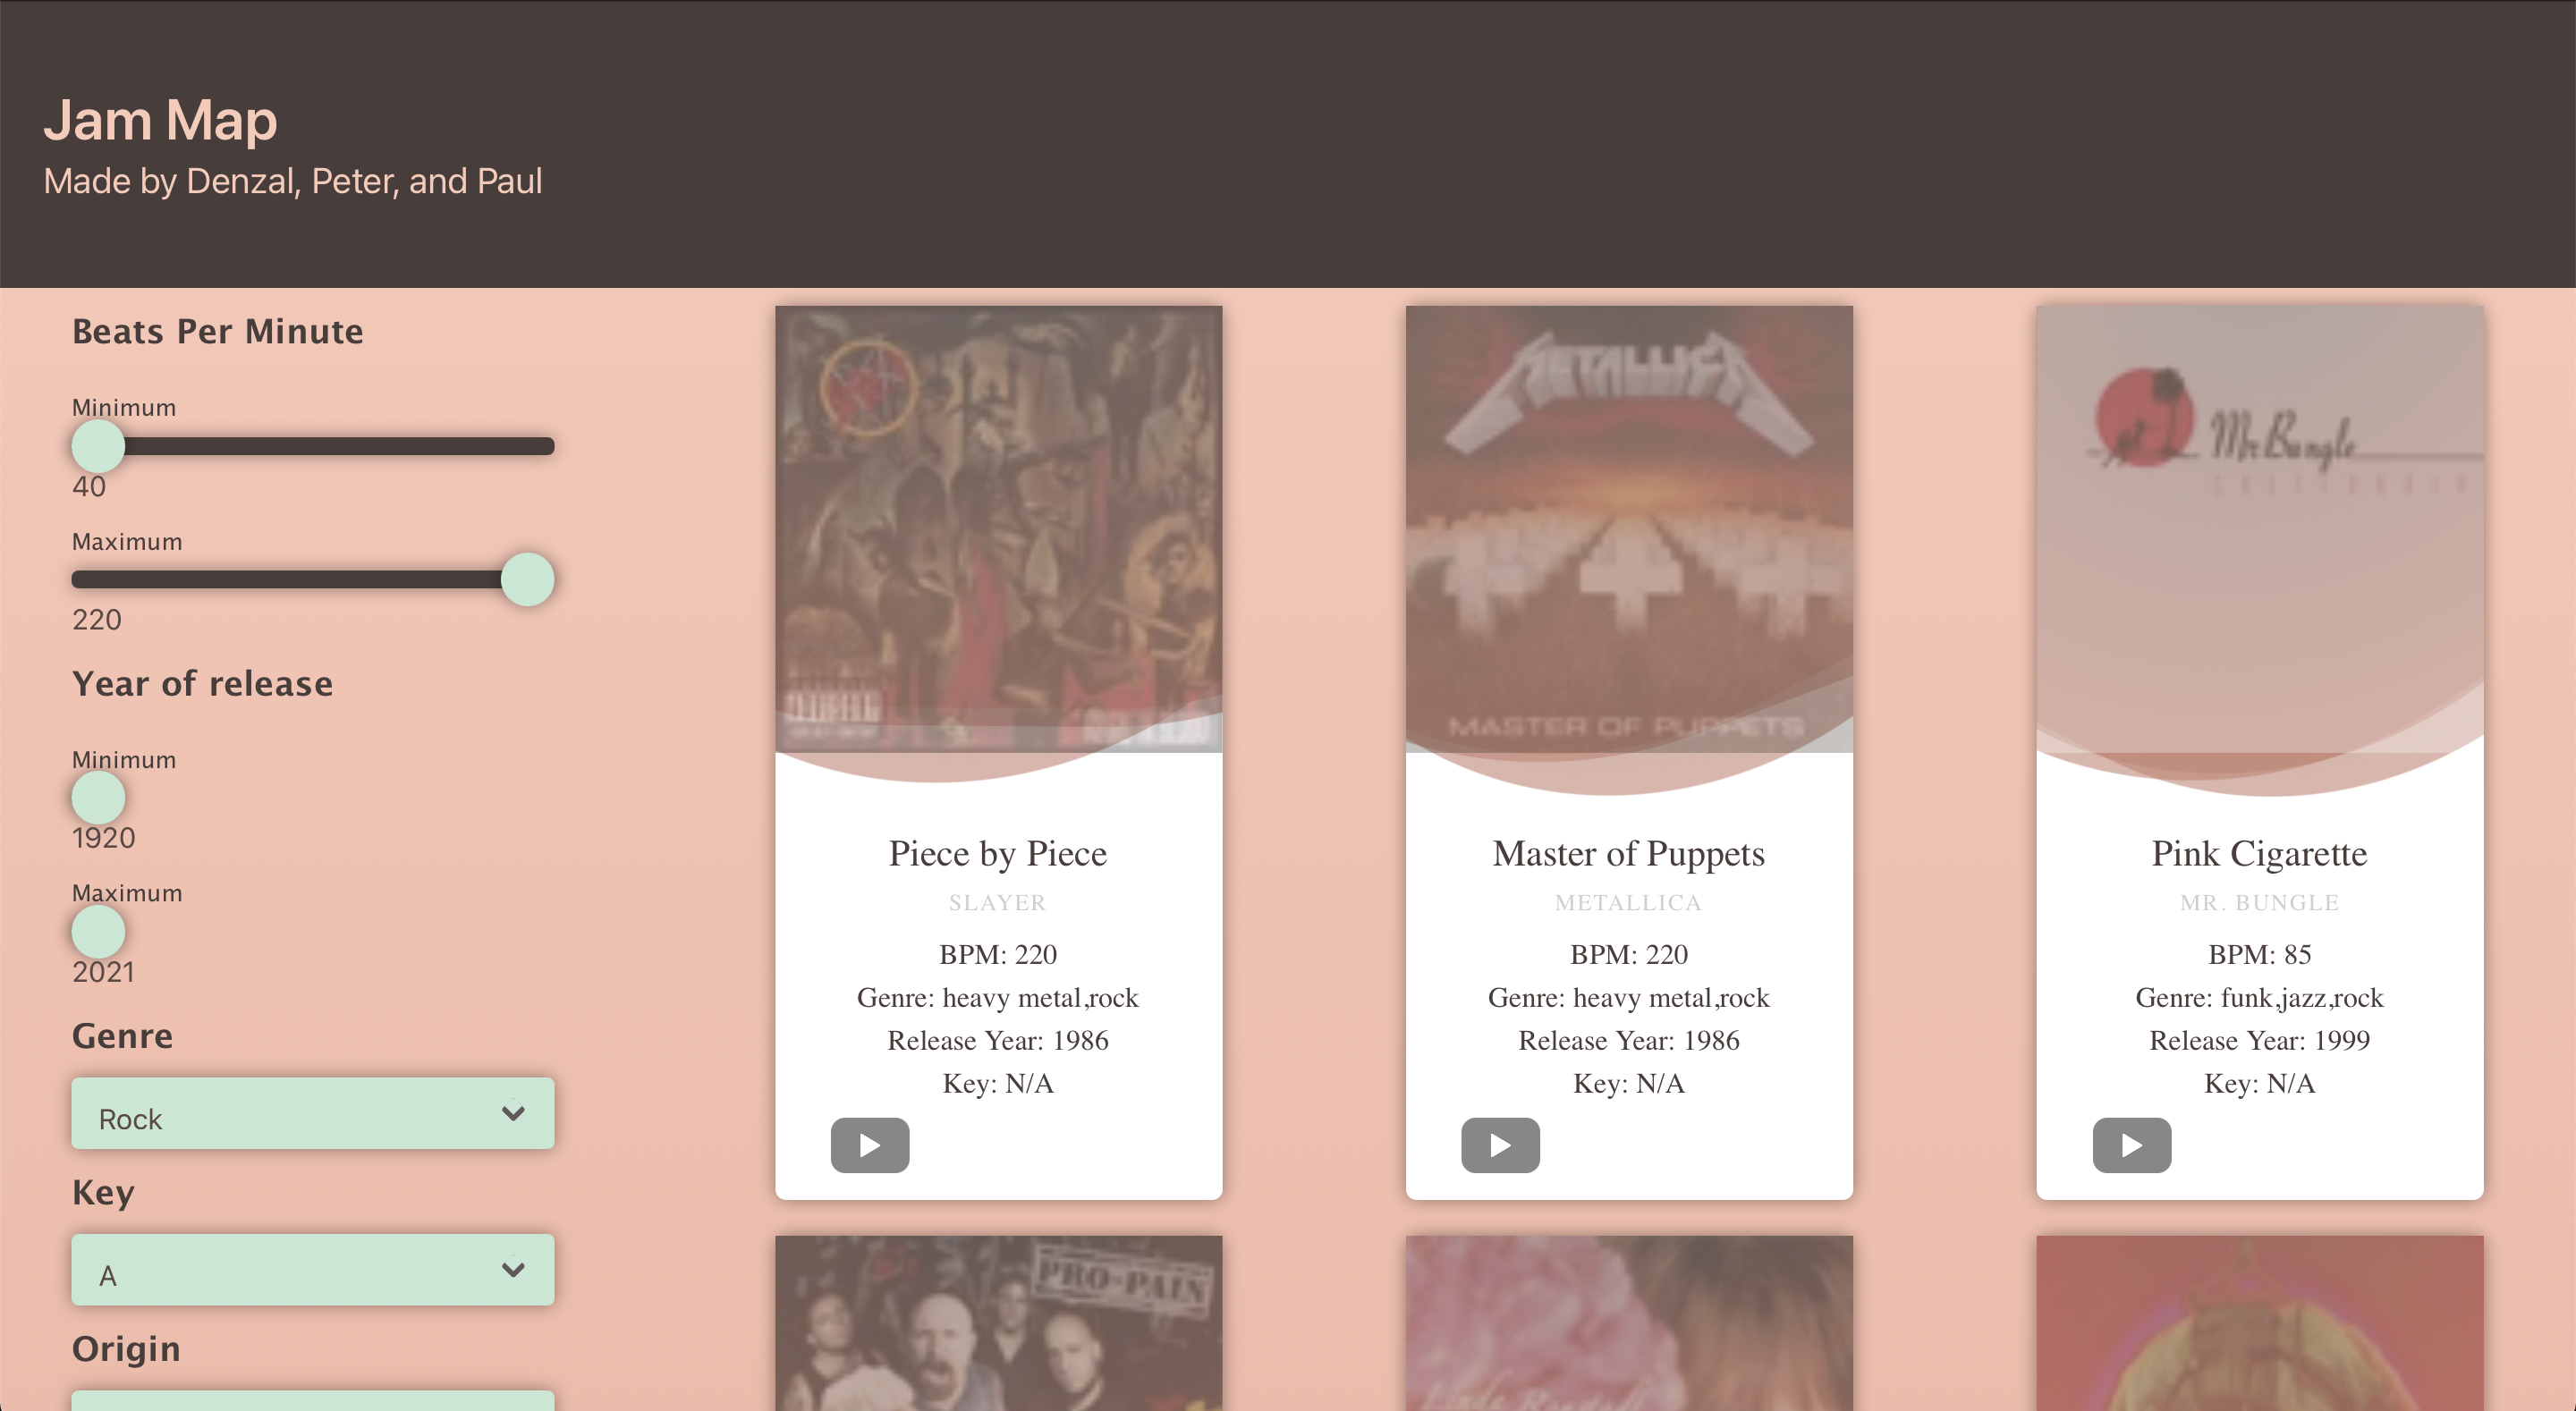 Jam Map
Made by Denzal, Peter, and Paul
Beats Per Minute
Minimum
40
Maximum
220
Year of release
Minimum
1920
Maximum
2021
Genre
Rock
Key
A
Origin
Piece by Piece
SLAYER
BPM: 220
Genre: heavy metal,rock
Release Year: 1986
Key: N/A
METALLICA
MASTER OF PUPPETS
Master of Puppets
METALLICA
BPM: 220
Genre: heavy metal,rock
Release Year: 1986
Key: N/A
Mr Bungle
CALIFORNIA
Pink Cigarette
MR. BUNGLE
BPM: 85
Genre: funk,jazz,rock
Release Year: 1999
Key: N/A
PRO-PAIN
Linda Ronstadt